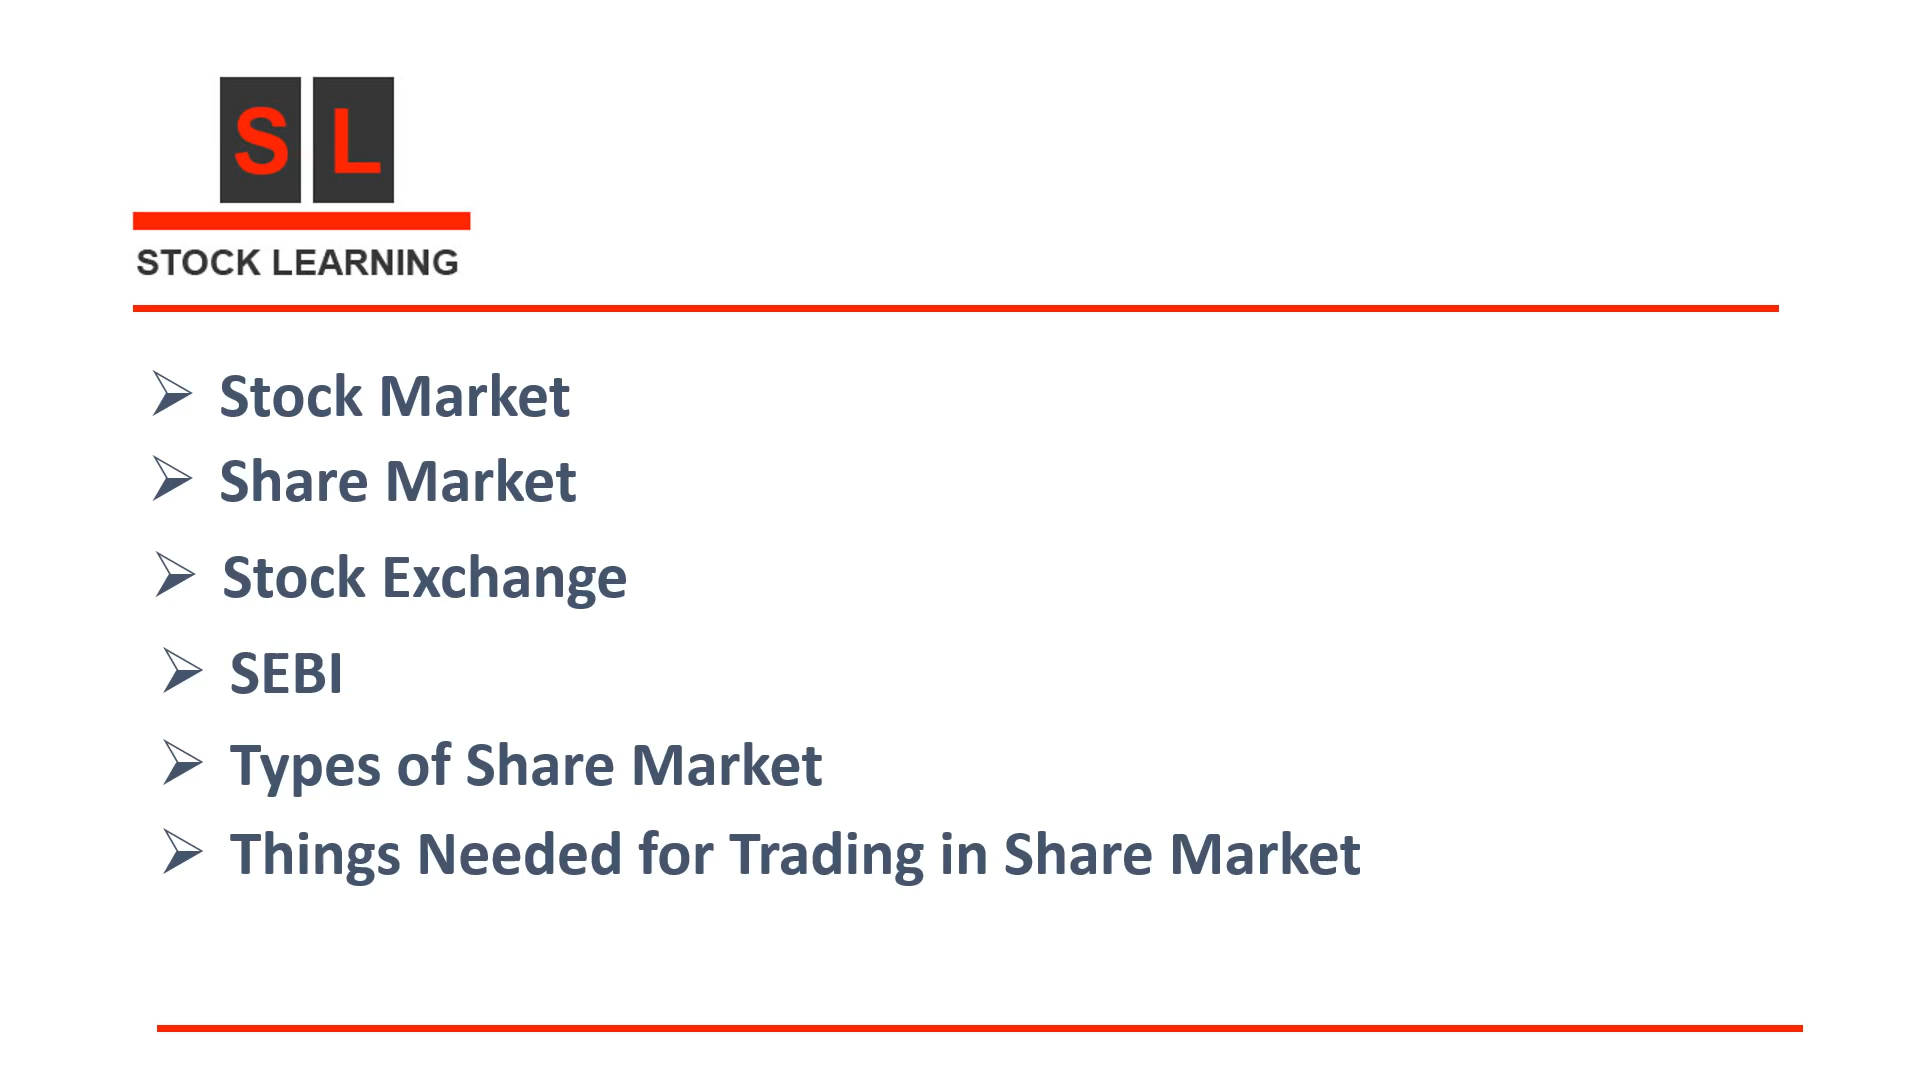 S L
STOCK LEARNING
Stock Market
Share Market
Stock Exchange
SEBI
Types of Share Market
Things Needed for Trading in Share Market